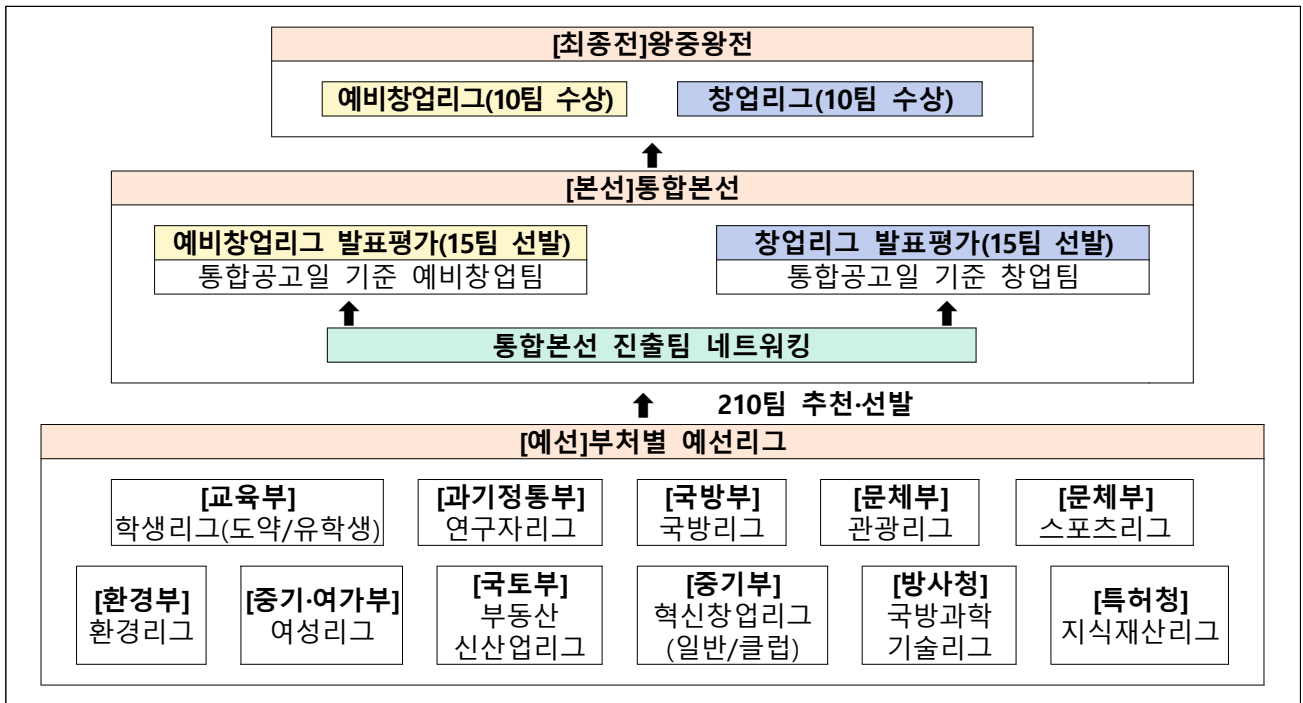 [최종전]왕중왕전
예비창업리그(10팀 수상)
창업리그(10팀 수상)
[본선]통합본선
예비창업리그 발표평가(15팀 선발)
통합공고일 기준 예비창업팀
창업리그 발표평가(15팀 선발)
통합공고일 기준 창업팀
통합본선 진출팀 네트워킹
210팀 추천·선발
[예선]부처별 예선리그
[교육부]
학생리그(도약/유학생)
[과기정통부]
연구자리그
[국방부]
국방리그
[문체부]
관광리그
[문체부]
스포츠리그
[환경부]
환경리그
[중기·여가부]
여성리그
[국토부]
부동산
신산업리그
[중기부]
혁신창업리그
(일반/클럽)
[방사청]
국방과학
기술리그
[특허청]
지식재산리그